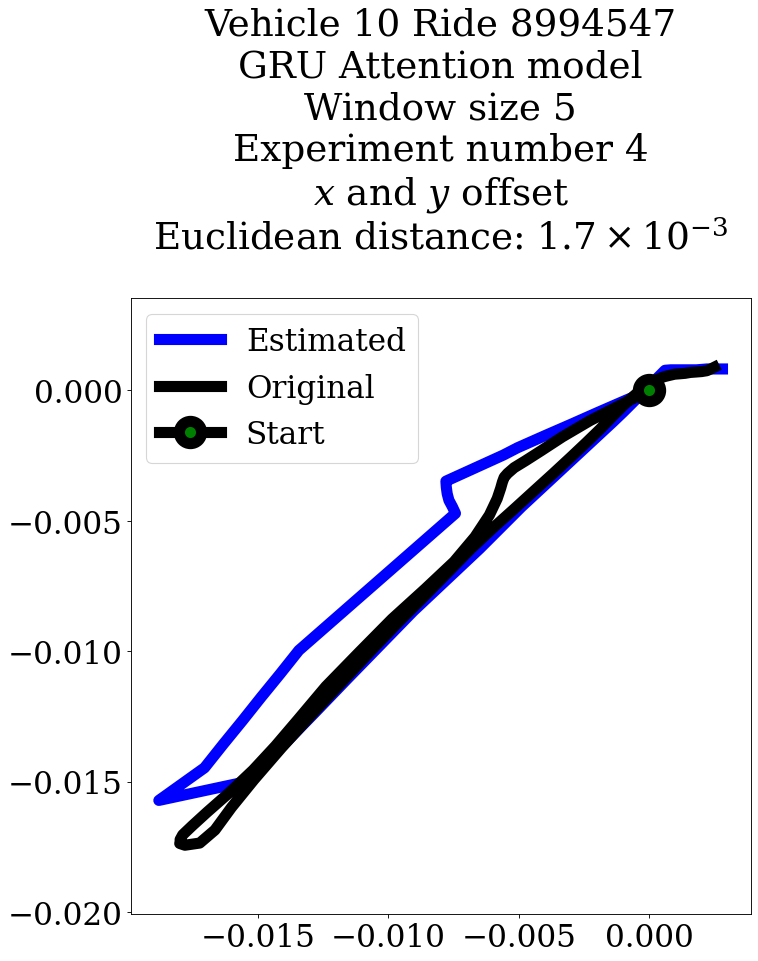 Vehicle 10 Ride 8994547
GRU Attention model
Window size 5
Experiment number 4
x and y offset
Euclidean distance: 1.7 × 10⁻³
Estimated
Original
Start
0.000
−0.005
−0.010
−0.015
−0.020
−0.015 −0.010 −0.005 0.000